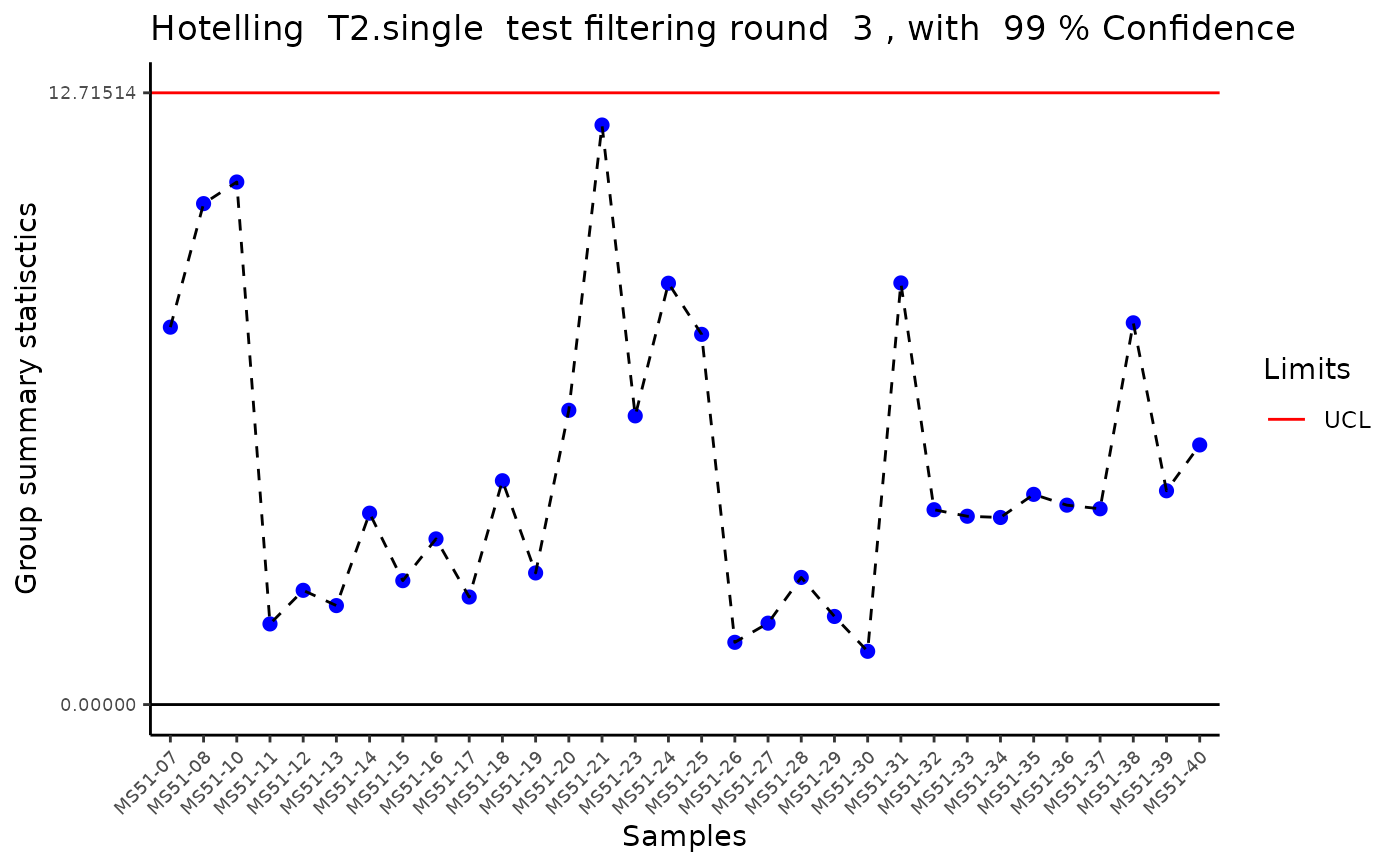 Hotelling  T2.single  test filtering round  3 , with  99 % Confidence
12.71514
0.00000
Group summary statisctics
MS51-07
MS51-08
MS51-10
MS51-11
MS51-12
MS51-13
MS51-14
MS51-15
MS51-16
MS51-17
MS51-18
MS51-19
MS51-20
MS51-21
MS51-23
MS51-24
MS51-25
MS51-26
MS51-27
MS51-28
MS51-29
MS51-30
MS51-31
MS51-32
MS51-33
MS51-34
MS51-35
MS51-36
MS51-37
MS51-38
MS51-39
MS51-40
Samples
Limits
UCL